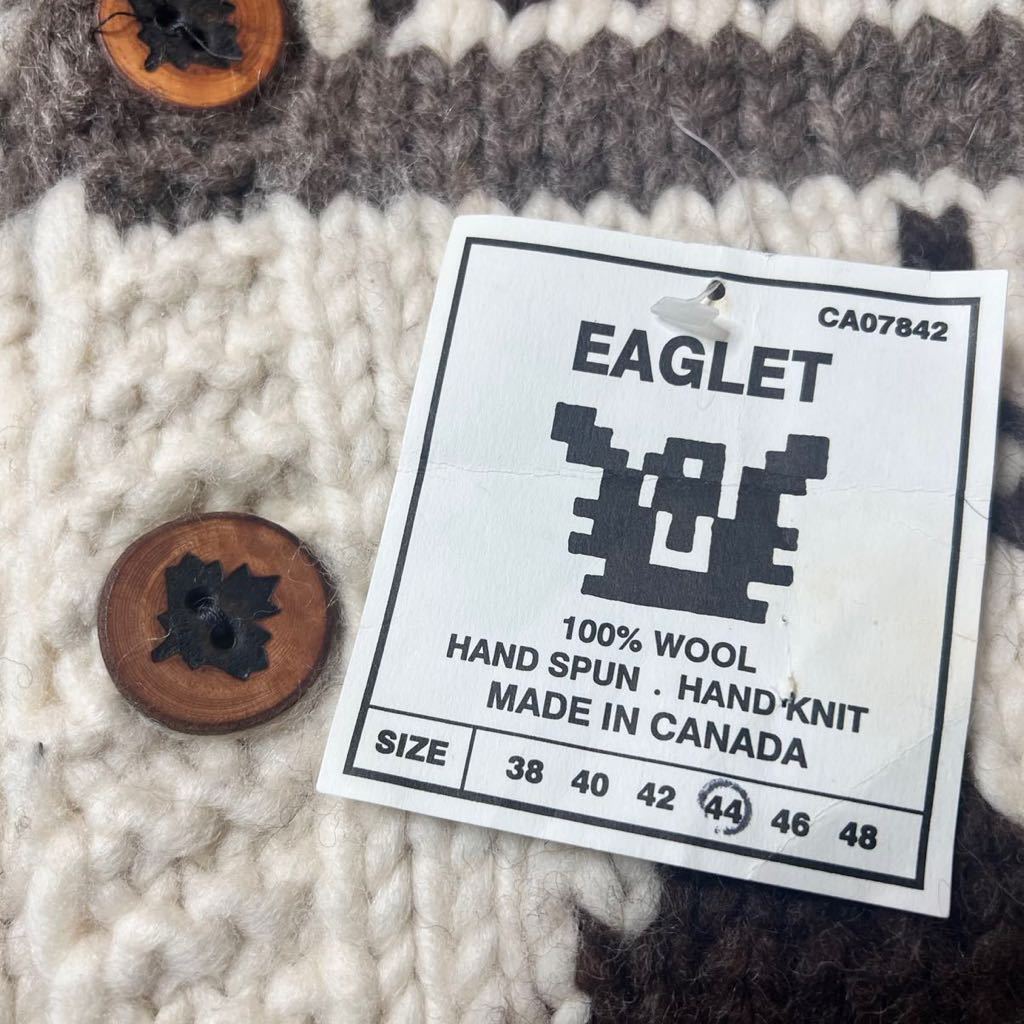 CA07842
EAGLET
100% WOOL
HAND SPUN . HAND KNIT
MADE IN CANADA
SIZE 38 40 42 44 46 48